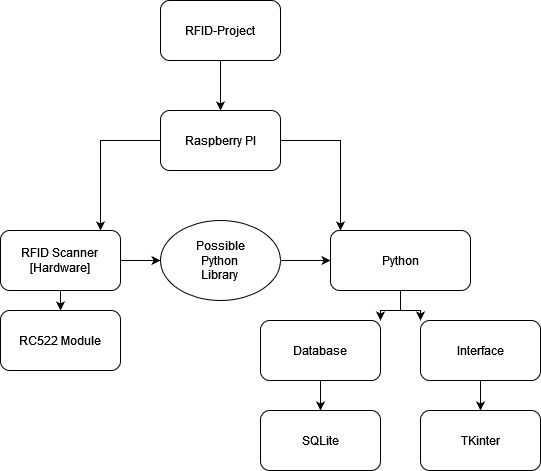 RFID-Project
Raspberry PI
RFID Scanner
[Hardware]
Possible
Python
Library
Python
RC522 Module
Database
Interface
SQLite
TKinter